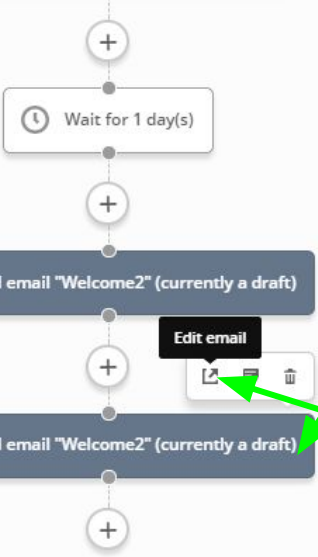 Wait for 1 day(s)
email "Welcome2" (currently a draft)
Edit email
email "Welcome2" (currently a draft)